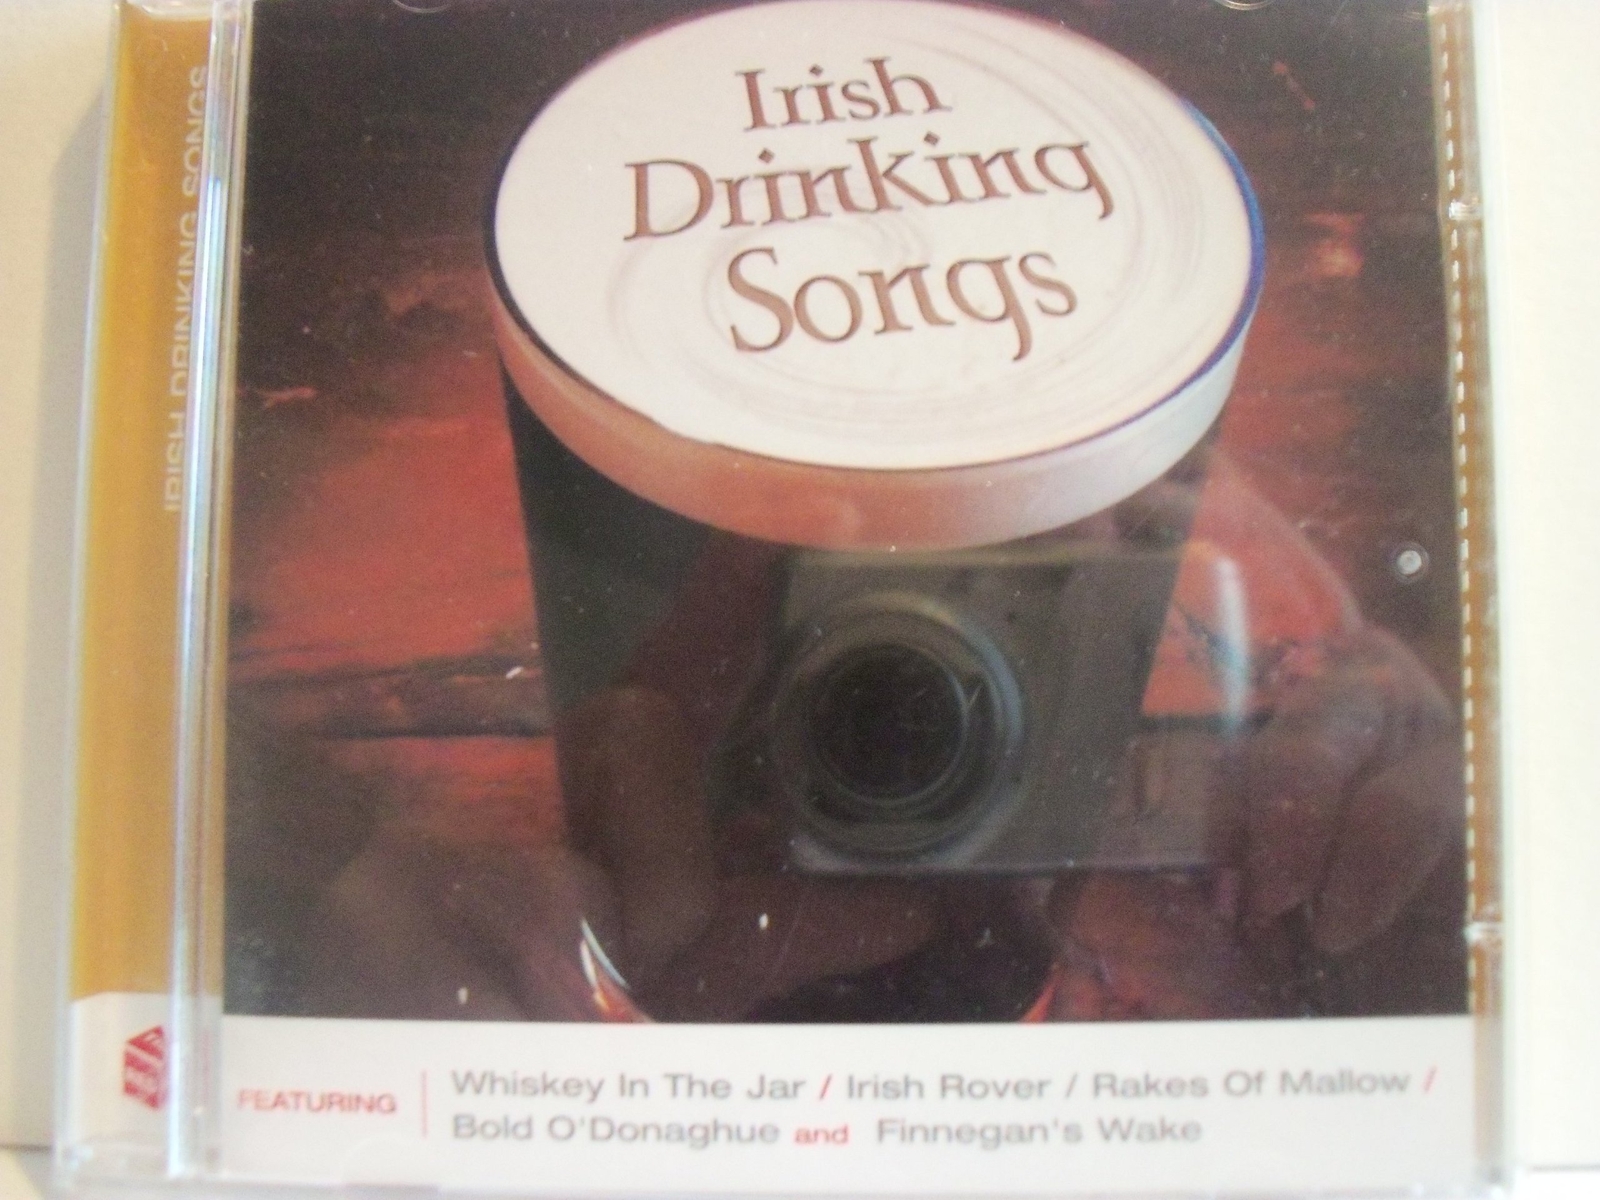 IRISH DRINKING SONGS
Irish
Drinking
Songs
FEATURING
Whiskey In The Jar / Irish Rover / Rakes Of Mallow /
Bold O'Donaghue and Finnegan's Wake